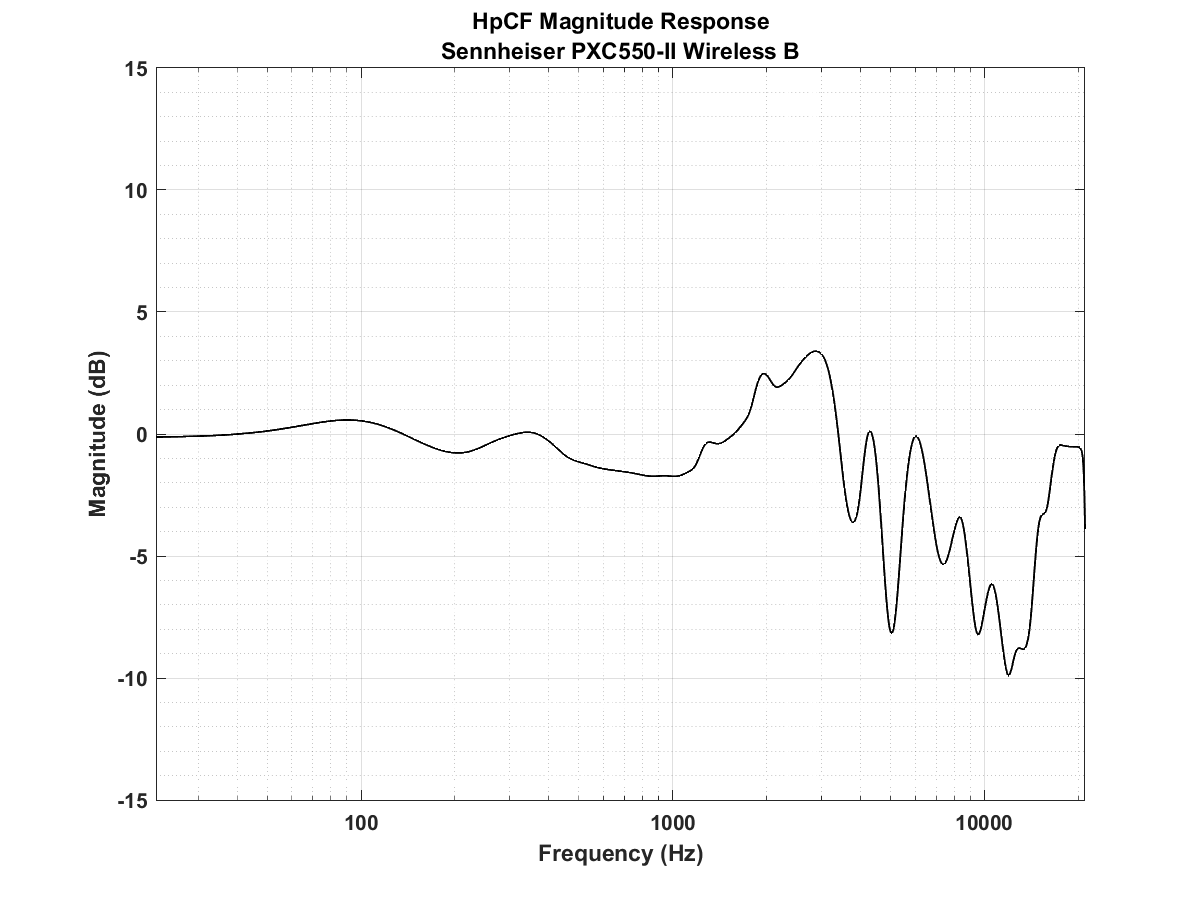 HpCF Magnitude Response
Sennheiser PXC550-II Wireless B
15
10
5
0
-5
-10
-15
Magnitude (dB)
100
1000
10000
Frequency (Hz)